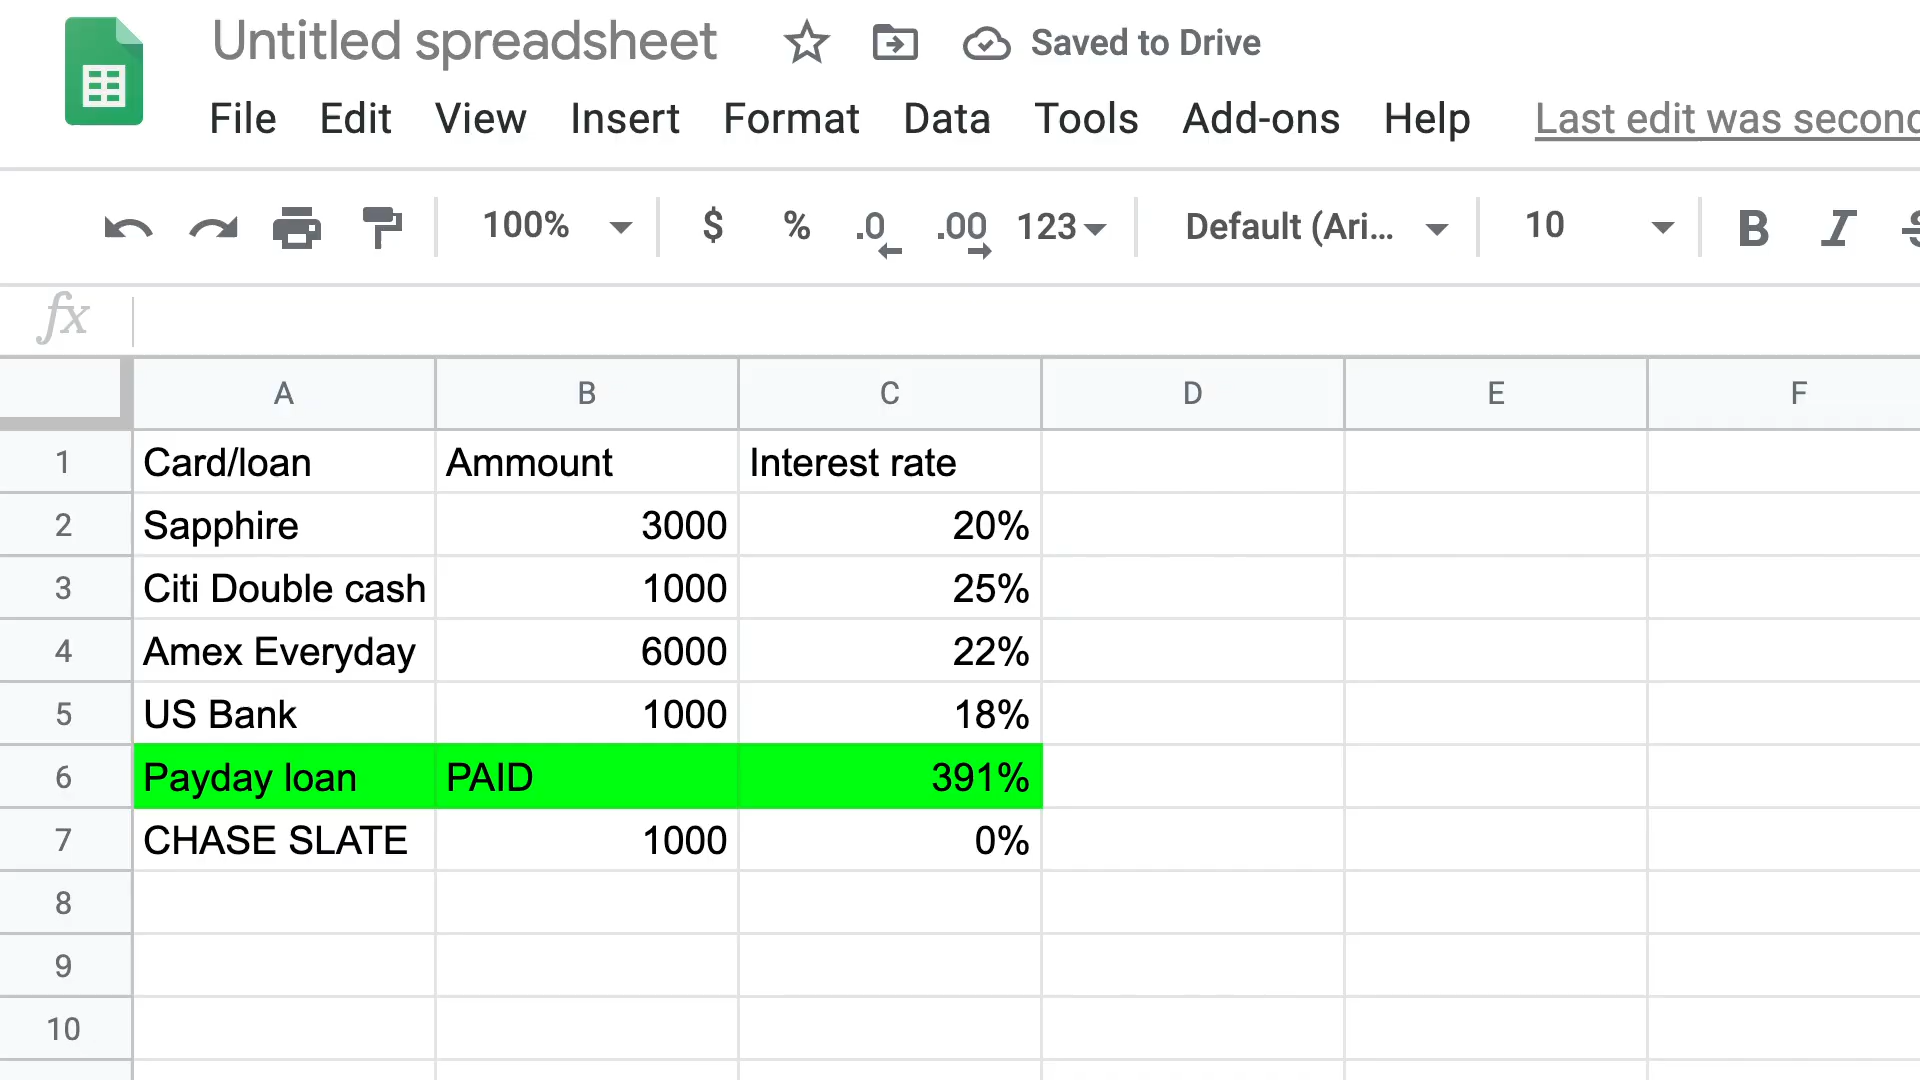 Untitled spreadsheet Saved to Drive
File Edit View Insert Format Data Tools Add-ons Help Last edit was second
100% $ % .0 .00 123 Default (Ari... 10 B I S
fx
A B C D E F
1 Card/loan Ammount Interest rate
2 Sapphire 3000 20%
3 Citi Double cash 1000 25%
4 Amex Everyday 6000 22%
5 US Bank 1000 18%
6 Payday loan PAID 391%
7 CHASE SLATE 1000 0%
8
9
10